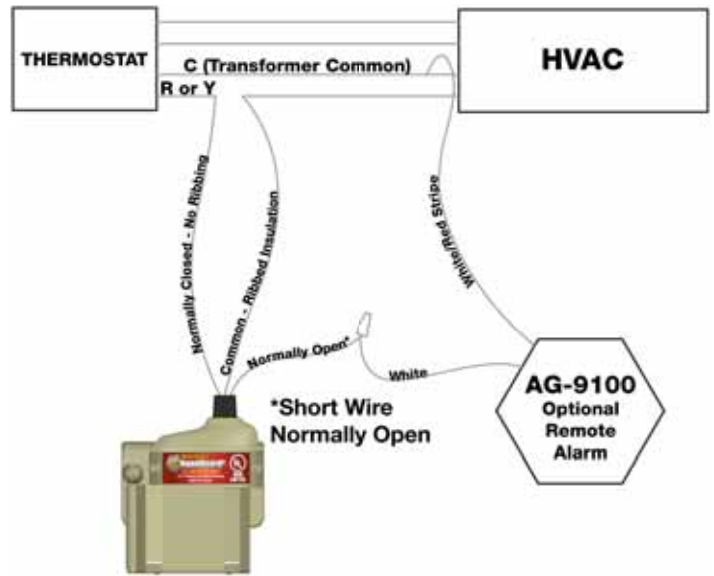 THERMOSTAT
HVAC
C (Transformer Common)
R or Y
Normally Closed - No Ribbing
Common - Ribbed Insulation
White/Red Stripe
Normally Open*
White
*Short Wire
Normally Open
AG-9100
Optional
Remote
Alarm